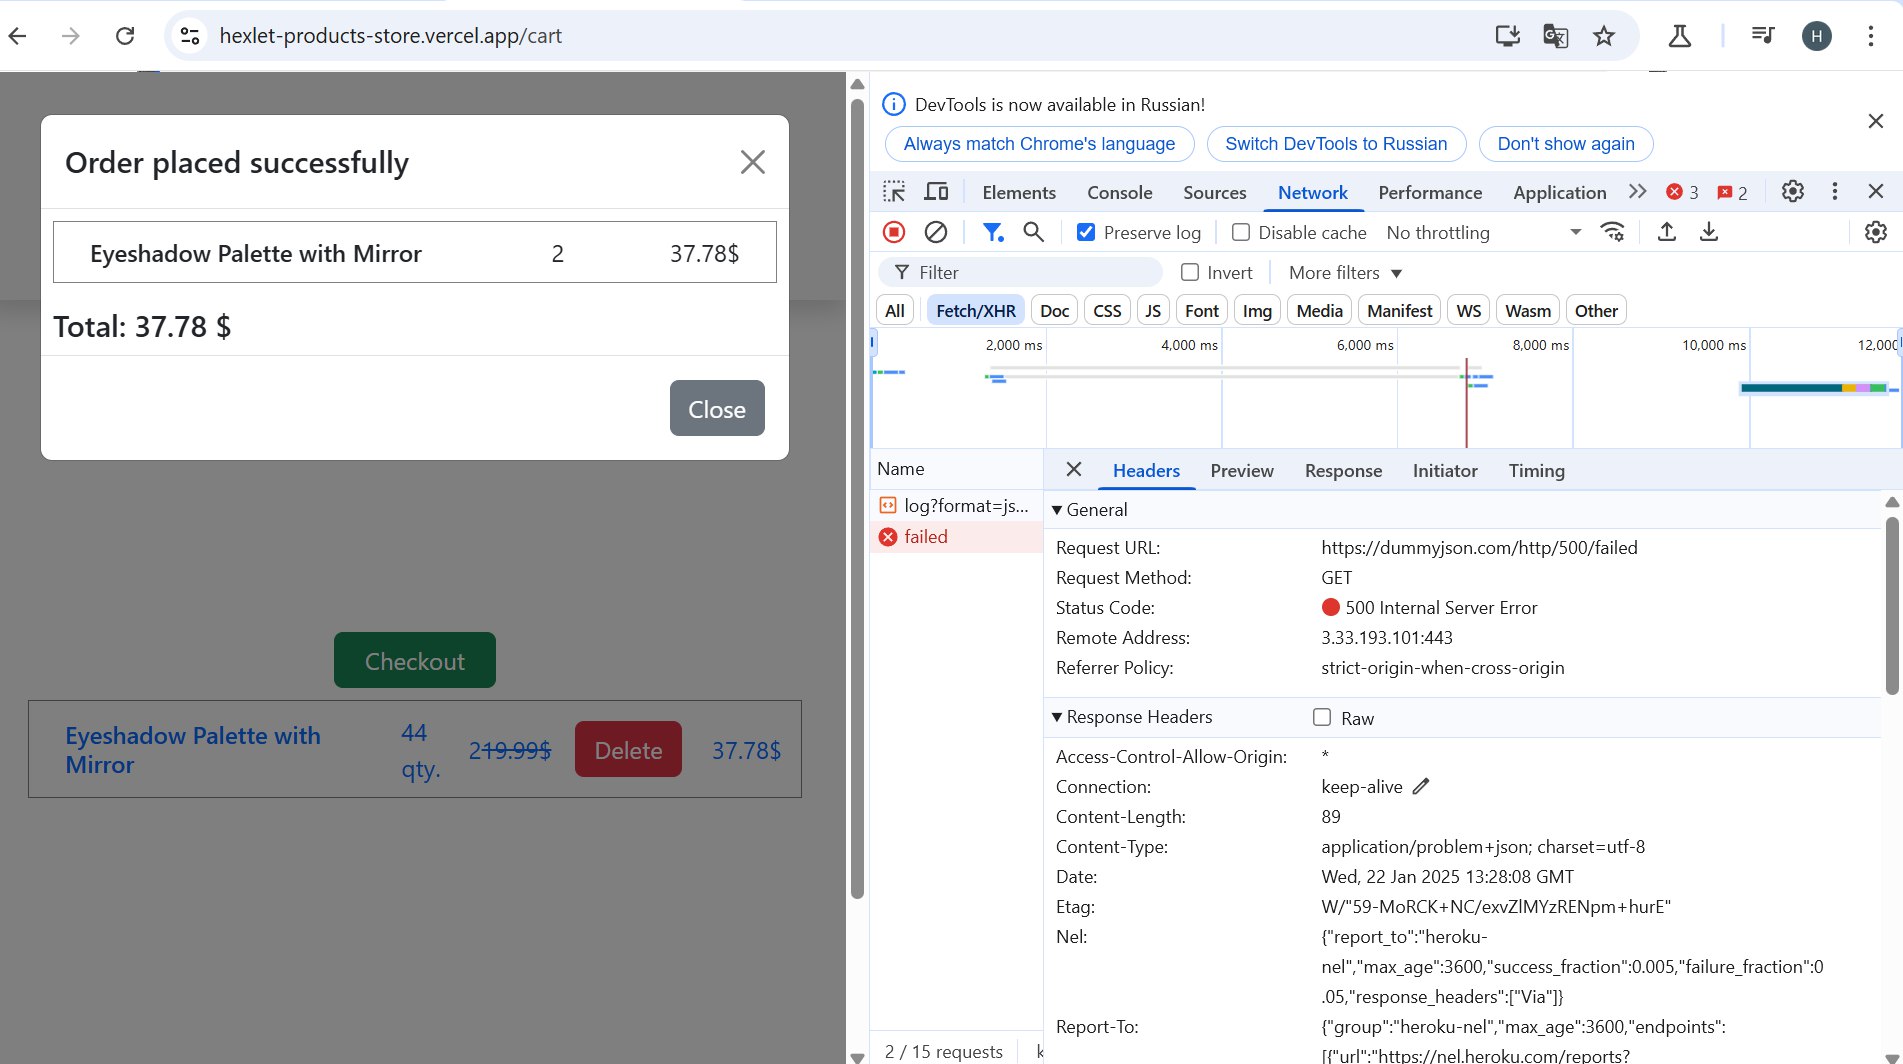 hexlet-products-store.vercel.app/cart
H
Order placed successfully
Eyeshadow Palette with Mirror 2 37.78$
Total: 37.78 $
Close
Checkout
Eyeshadow Palette with Mirror 44 qty. 219.99$ Delete 37.78$
DevTools is now available in Russian!
Always match Chrome's language Switch DevTools to Russian Don't show again
Elements Console Sources Network Performance Application 3 2
Preserve log Disable cache No throttling
Filter Invert More filters
All Fetch/XHR Doc CSS JS Font Img Media Manifest WS Wasm Other
2,000 ms 4,000 ms 6,000 ms 8,000 ms 10,000 ms 12,000
Name
log?format=js...
failed
2 / 15 requests k
Headers Preview Response Initiator Timing
General
Request URL: https://dummyjson.com/http/500/failed
Request Method: GET
Status Code: 500 Internal Server Error
Remote Address: 3.33.193.101:443
Referrer Policy: strict-origin-when-cross-origin
Response Headers Raw
Access-Control-Allow-Origin: *
Connection: keep-alive
Content-Length: 89
Content-Type: application/problem+json; charset=utf-8
Date: Wed, 22 Jan 2025 13:28:08 GMT
Etag: W/"59-MoRCK+NC/exvZlMYzRENpm+hurE"
Nel: {"report_to":"heroku-
nel","max_age":3600,"success_fraction":0.005,"failure_fraction":0
.05,"response_headers":["Via"]}
Report-To: {"group":"heroku-nel","max_age":3600,"endpoints":
[{"url":"https://nel.heroku.com/reports?